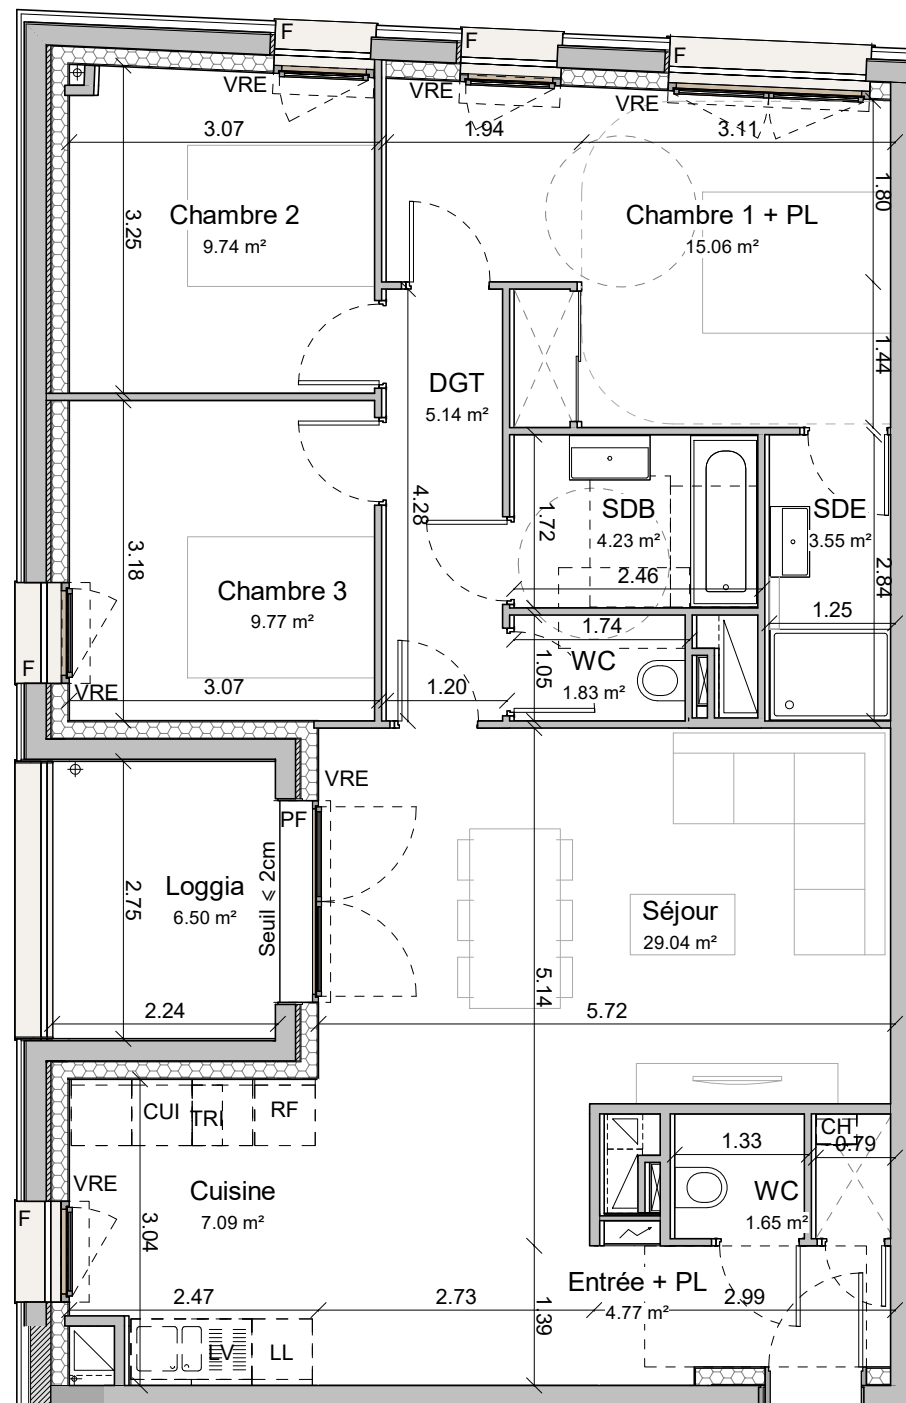 F
F
F
VRE
VRE
VRE
3.07
1.94
3.11
1.80
Chambre 2
9.74 m²
3.25
Chambre 1 + PL
15.06 m²
1.44
DGT
5.14 m²
4.28
1.72
SDB
4.23 m²
SDE
3.55 m²
3.18
2.46
2.84
Chambre 3
9.77 m²
1.25
1.74
F
WC
1.83 m²
1.05
VRE
3.07
1.20
VRE
PF
Seuil ⩽ 2cm
Loggia
6.50 m²
2.75
Séjour
29.04 m²
5.14
2.24
5.72
CUI
TRI
RF
CH
1.33
0.79
VRE
Cuisine
7.09 m²
WC
1.65 m²
F
3.04
Entrée + PL
4.77 m²
2.47
2.73
2.99
1.39
LV
LL